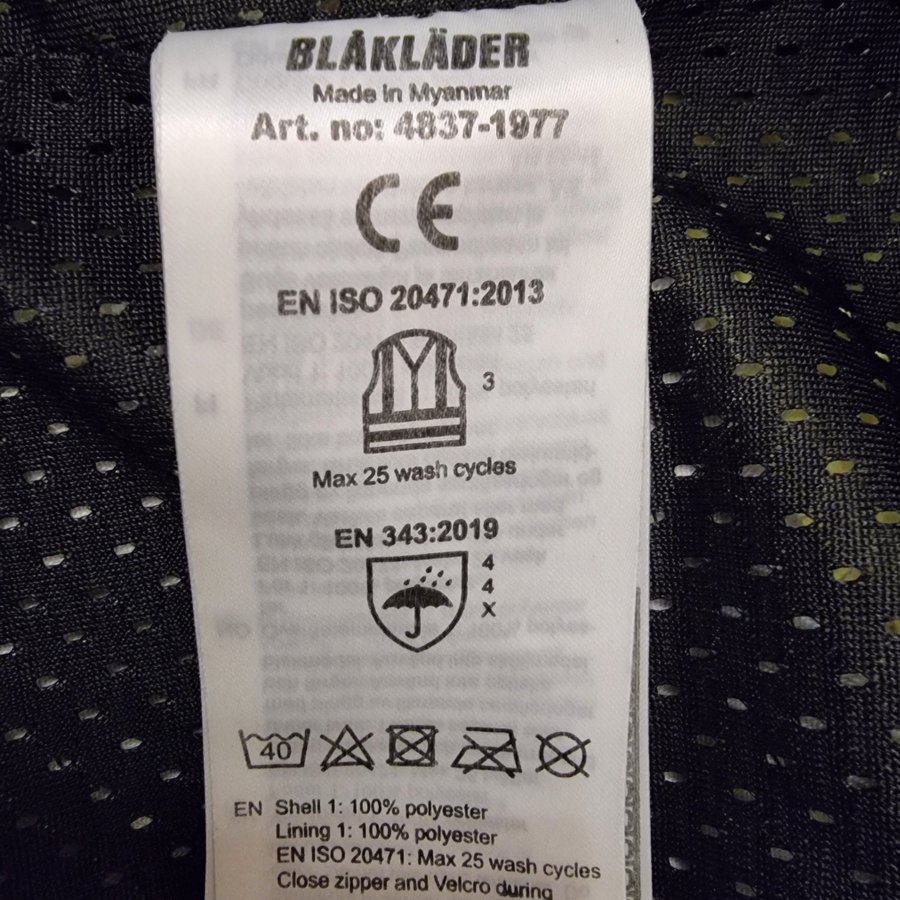 BLÅKLÄDER
Made in Myanmar
Art. no: 4837-1977
CE
EN ISO 20471:2013
3
Max 25 wash cycles
EN 343:2019
4
4
X
40
EN Shell 1: 100% polyester
Lining 1: 100% polyester
EN ISO 20471: Max 25 wash cycles
Close zipper and Velcro during